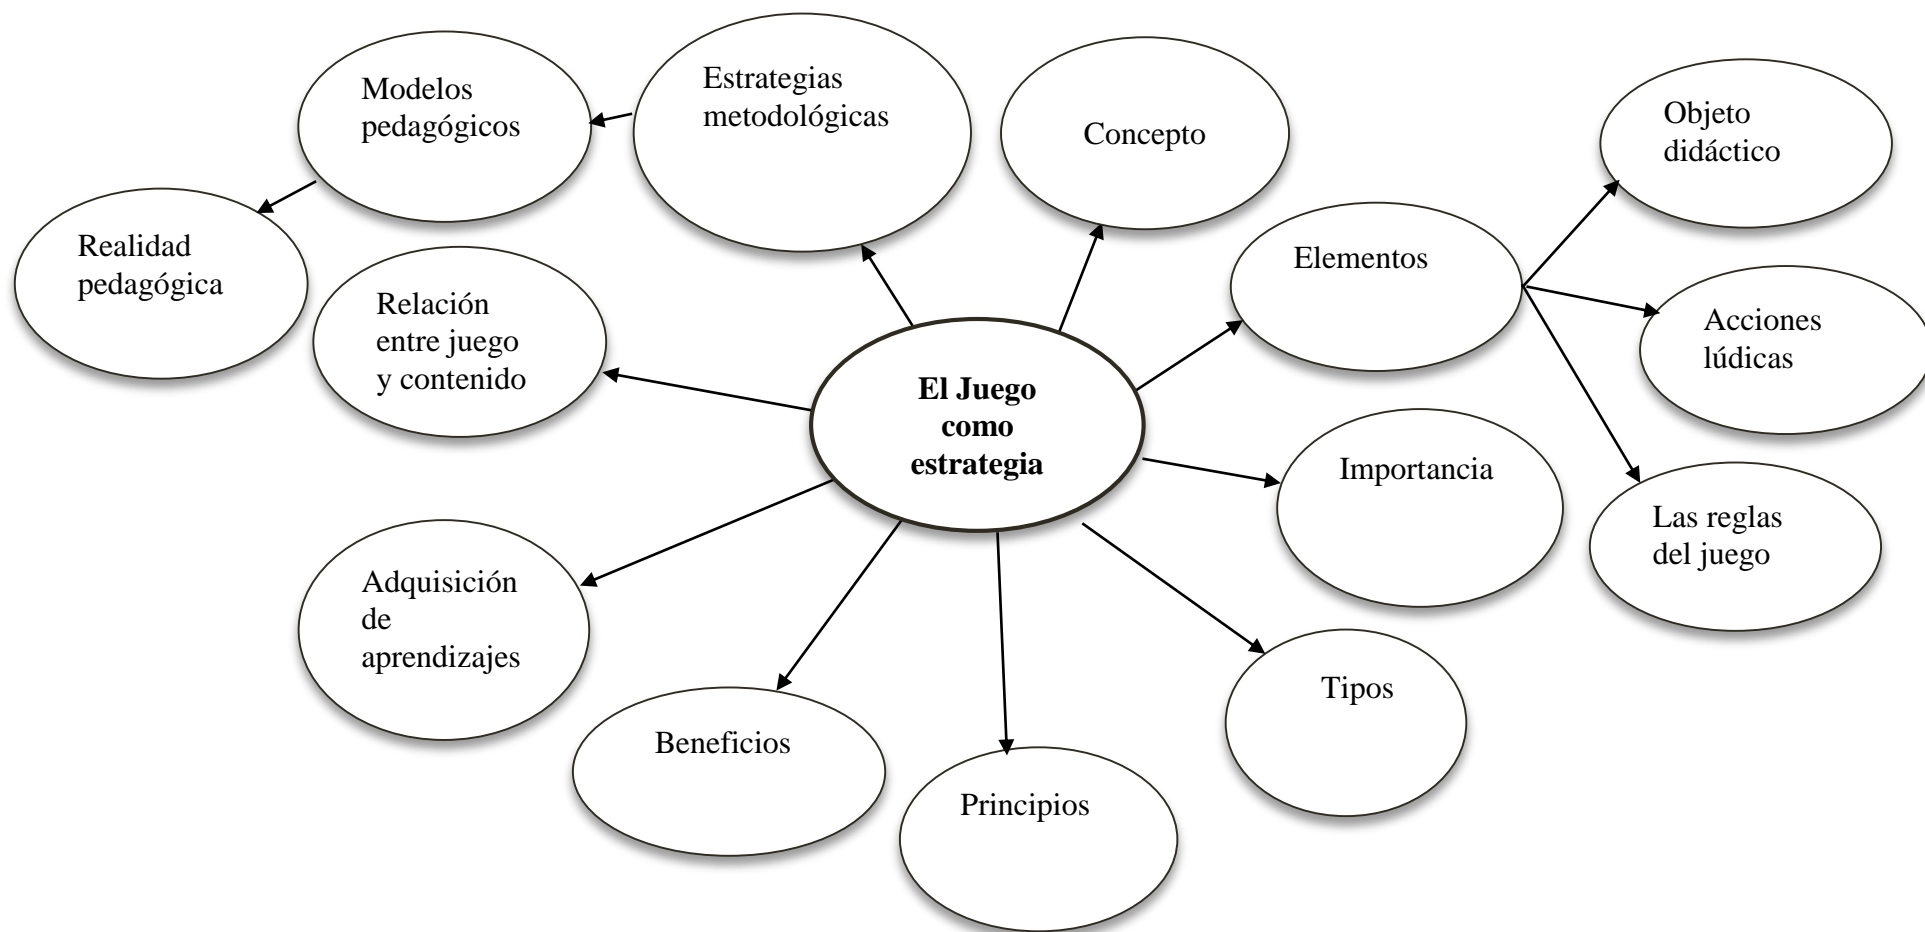 Modelos
pedagógicos
Estrategias
metodológicas
Concepto
Objeto
didáctico
Realidad
pedagógica
Relación
entre juego
y contenido
Elementos
Acciones
lúdicas
El Juego
como
estrategia
Importancia
Las reglas
del juego
Adquisición
de
aprendizajes
Beneficios
Principios
Tipos